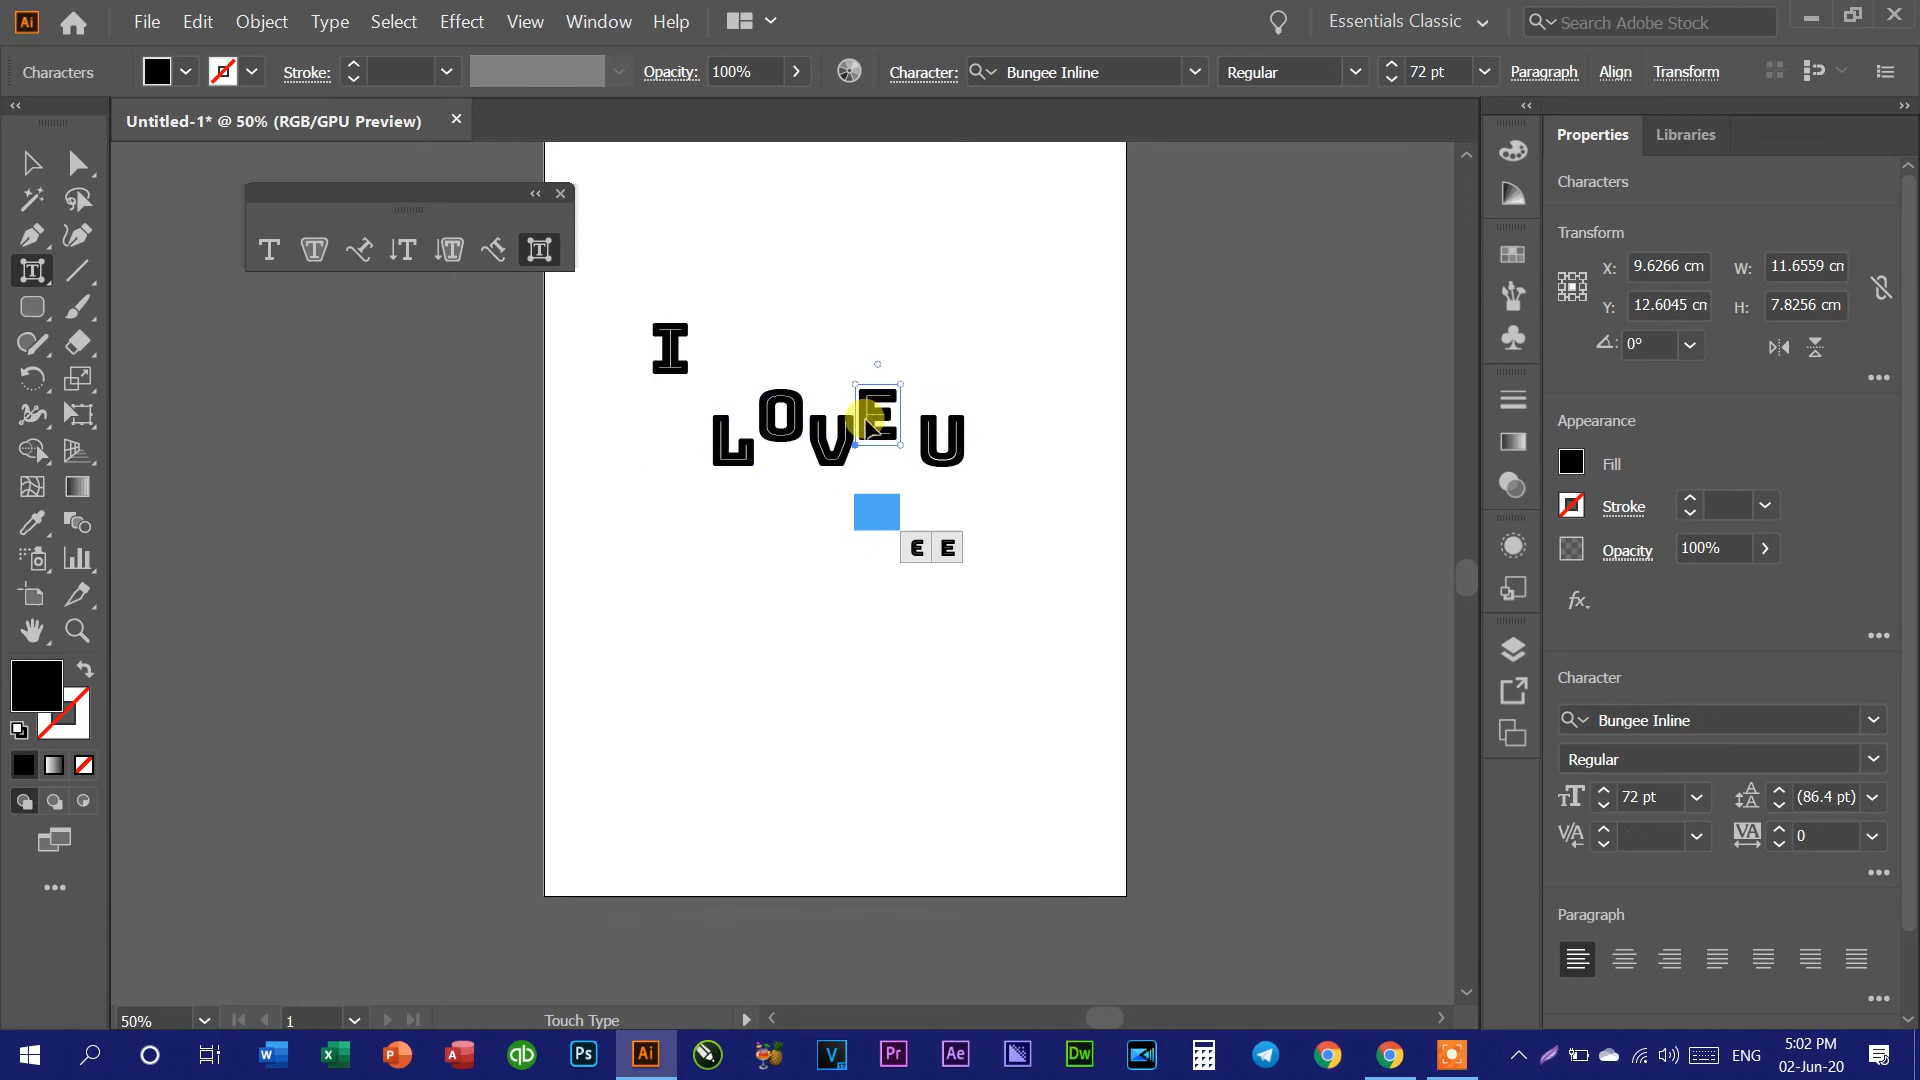 File Edit Object Type Select Effect View Window Help
Essentials Classic
Search Adobe Stock
Characters
Stroke:
Opacity: 100%
Character: Bungee Inline
Regular
72 pt
Paragraph
Align
Transform
Untitled-1* @ 50% (RGB/GPU Preview)
Properties Libraries
Characters
Transform
X: 9.6266 cm W: 11.6559 cm
Y: 12.6045 cm H: 7.8256 cm
0°
Appearance
Fill
Stroke
Opacity 100%
fx.
Character
Bungee Inline
Regular
72 pt (86.4 pt)
0
Paragraph
I
LOVE U
E E
50% 1 Touch Type
ENG
5:02 PM
02-Jun-20